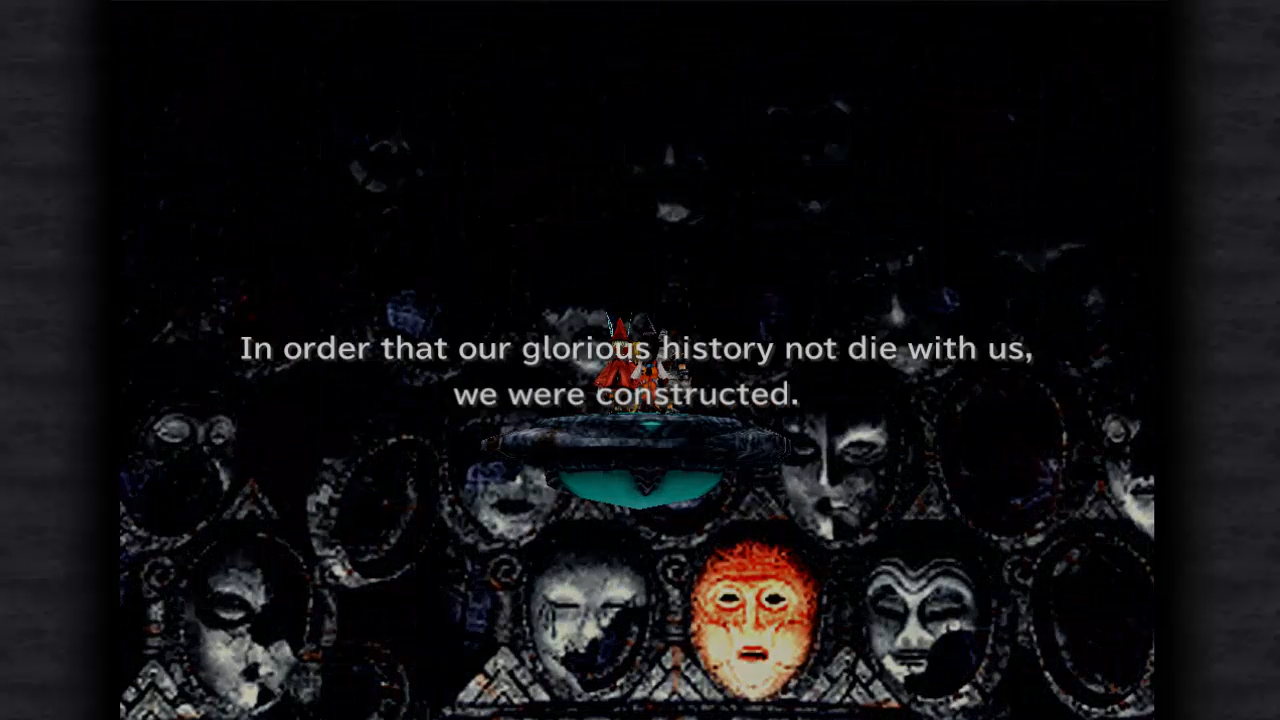 In order that our glorious history not die with us,
we were constructed.